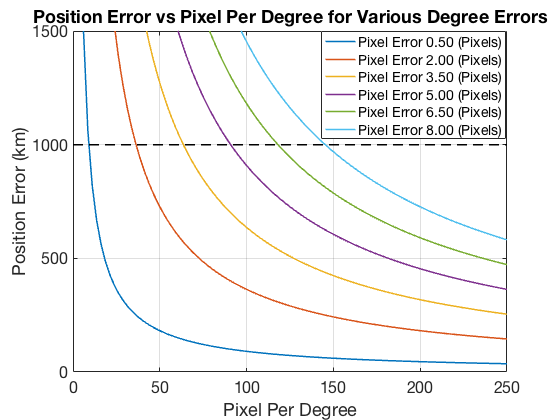 Position Error vs Pixel Per Degree for Various Degree Errors
Pixel Error 0.50 (Pixels)
Pixel Error 2.00 (Pixels)
Pixel Error 3.50 (Pixels)
Pixel Error 5.00 (Pixels)
Pixel Error 6.50 (Pixels)
Pixel Error 8.00 (Pixels)
Position Error (km)
1500
1000
500
0
0 50 100 150 200 250
Pixel Per Degree